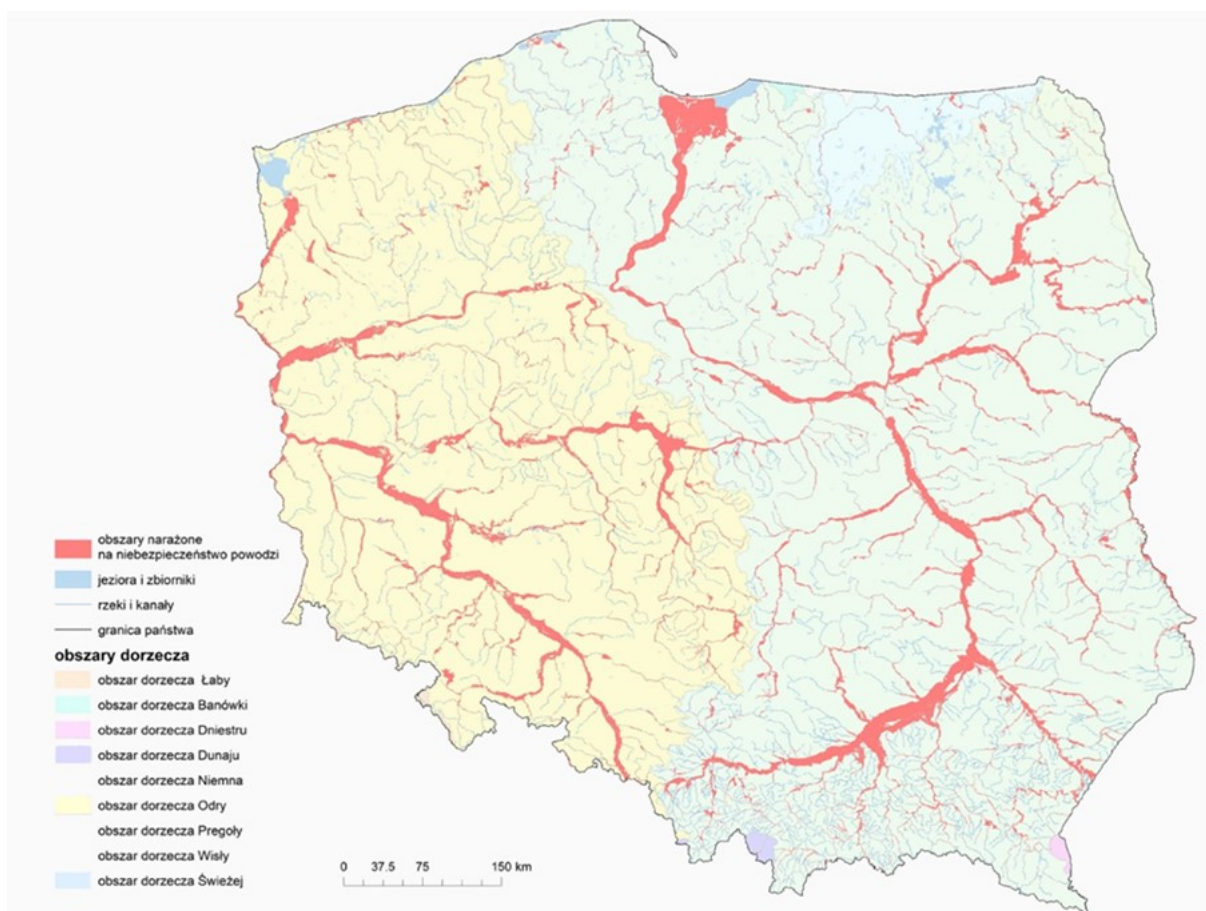 obszary narażone
na niebezpieczeństwo powodzi
jeziora i zbiorniki
rzeki i kanały
granica państwa
obszary dorzecza
obszar dorzecza Łaby
obszar dorzecza Banówki
obszar dorzecza Dniestru
obszar dorzecza Dunaju
obszar dorzecza Niemna
obszar dorzecza Odry
obszar dorzecza Pregoły
obszar dorzecza Wisły
obszar dorzecza Świeżej
0 37.5 75 150 km